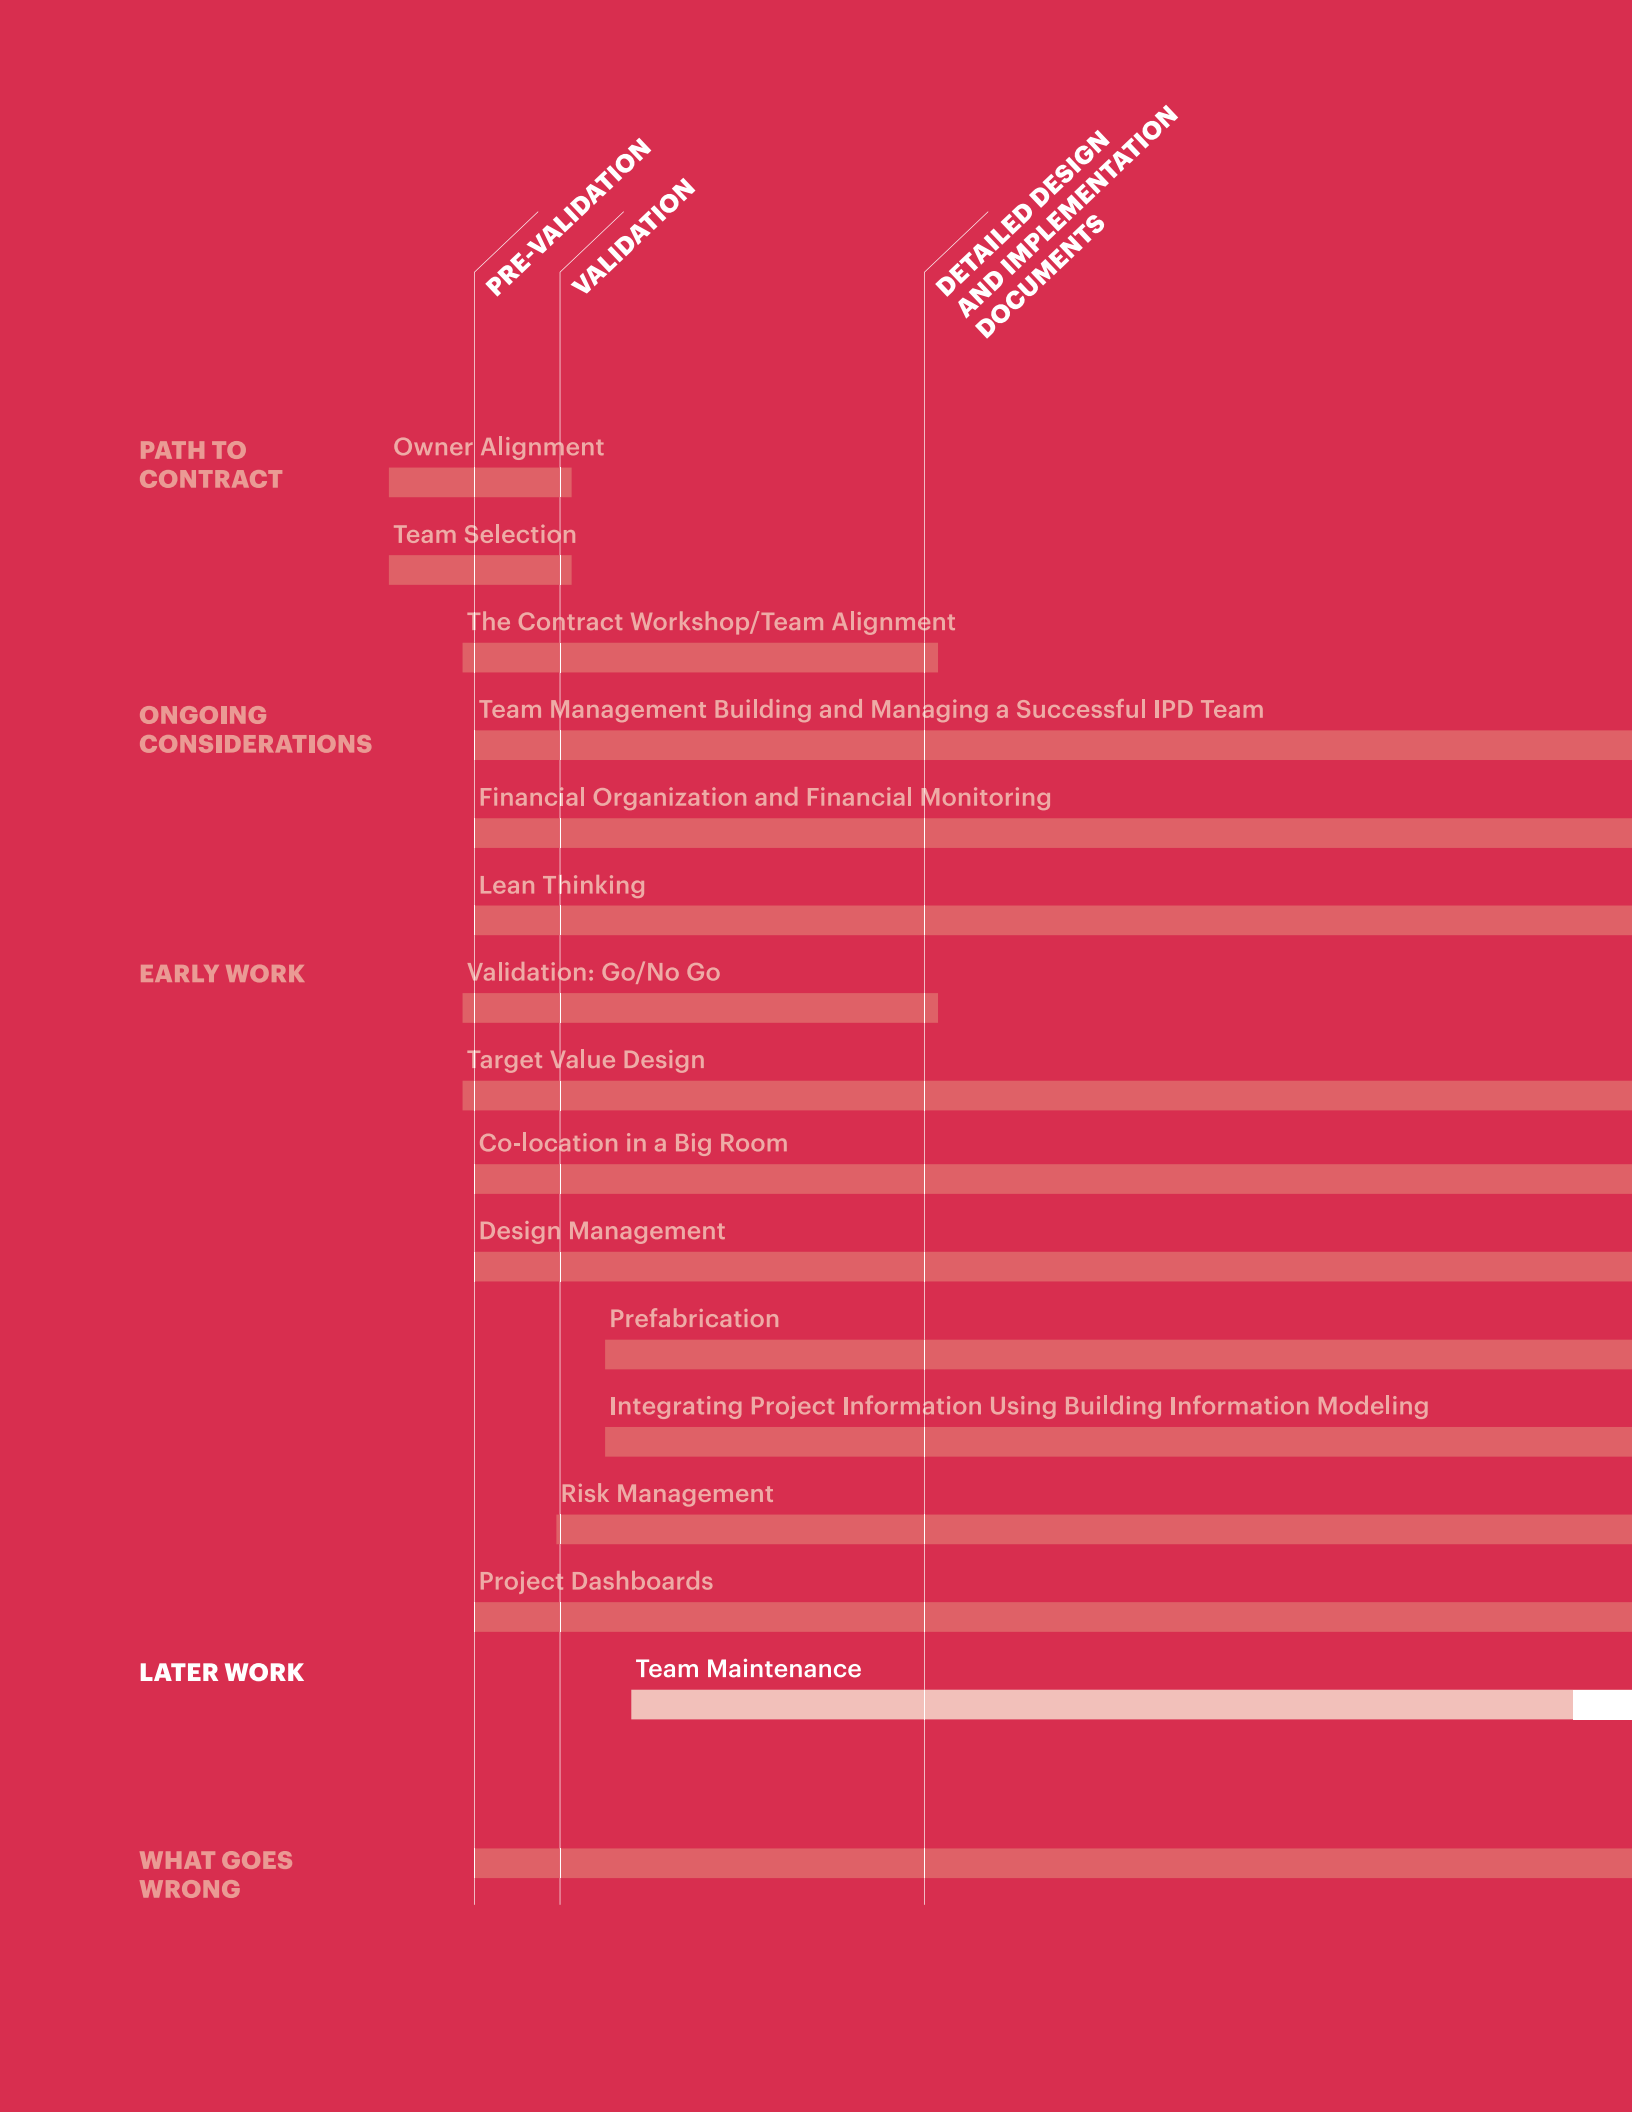 PRE-VALIDATION
VALIDATION
DETAILED DESIGN
AND IMPLEMENTATION
DOCUMENTS
PATH TO
CONTRACT
Owner Alignment
Team Selection
The Contract Workshop/Team Alignment
ONGOING
CONSIDERATIONS
Team Management Building and Managing a Successful IPD Team
Financial Organization and Financial Monitoring
Lean Thinking
EARLY WORK
Validation: Go/No Go
Target Value Design
Co-location in a Big Room
Design Management
Prefabrication
Integrating Project Information Using Building Information Modeling
Risk Management
Project Dashboards
LATER WORK
Team Maintenance
WHAT GOES
WRONG